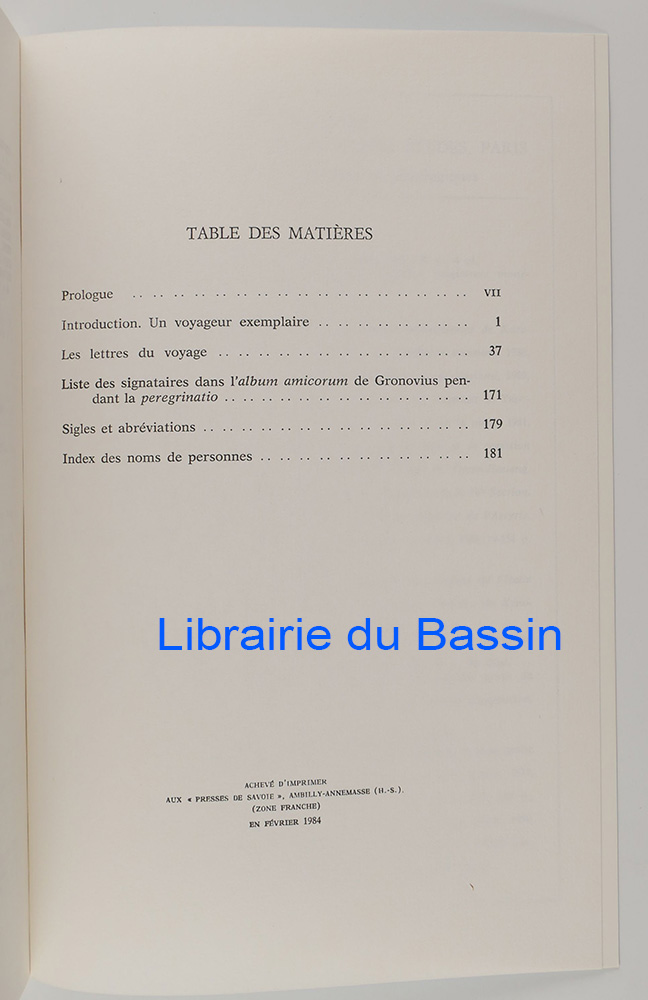 TABLE DES MATIÈRES
Prologue .. .. .. .. .. .. .. .. .. .. .. .. .. .. .. .. VII
Introduction. Un voyageur exemplaire .. .. .. .. .. .. .. 1
Les lettres du voyage .. .. .. .. .. .. .. .. .. .. .. .. 37
Liste des signataires dans l'album amicorum de Gronovius pen-
dant la peregrinatio .. .. .. .. .. .. .. .. .. .. .. .. 171
Sigles et abréviations .. .. .. .. .. .. .. .. .. .. .. .. .. 179
Index des noms de personnes .. .. .. .. .. .. .. .. .. .. 181
Librairie du Bassin
ACHEVÉ D'IMPRIMER
AUX « PRESSES DE SAVOIE », AMBILLY-ANNEMASSE (H.-S.).
(ZONE FRANCHE)
EN FÉVRIER 1984